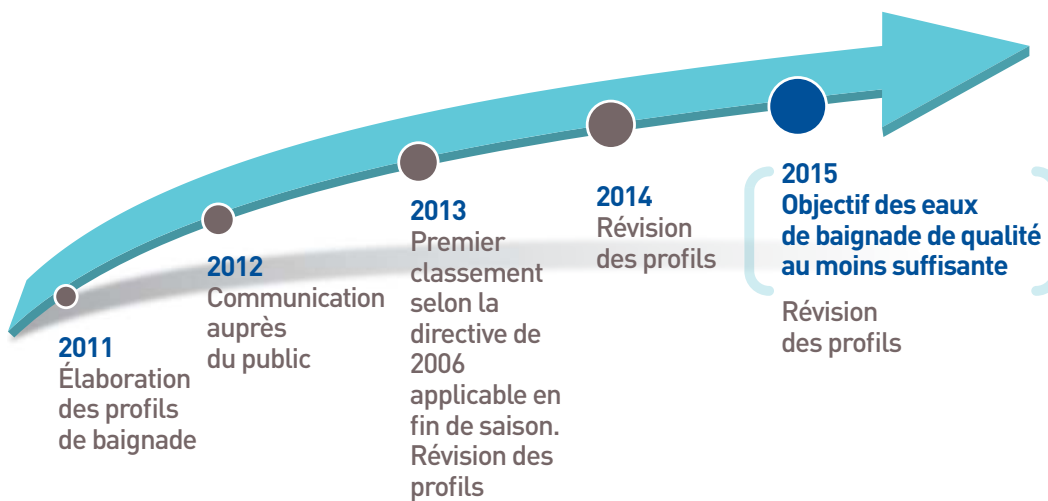 2011
Élaboration
des profils
de baignade
2012
Communication
auprès
du public
2013
Premier
classement
selon la
directive de
2006
applicable en
fin de saison.
Révision des
profils
2014
Révision
des profils
2015
Objectif des eaux
de baignade de qualité
au moins suffisante
Révision
des profils